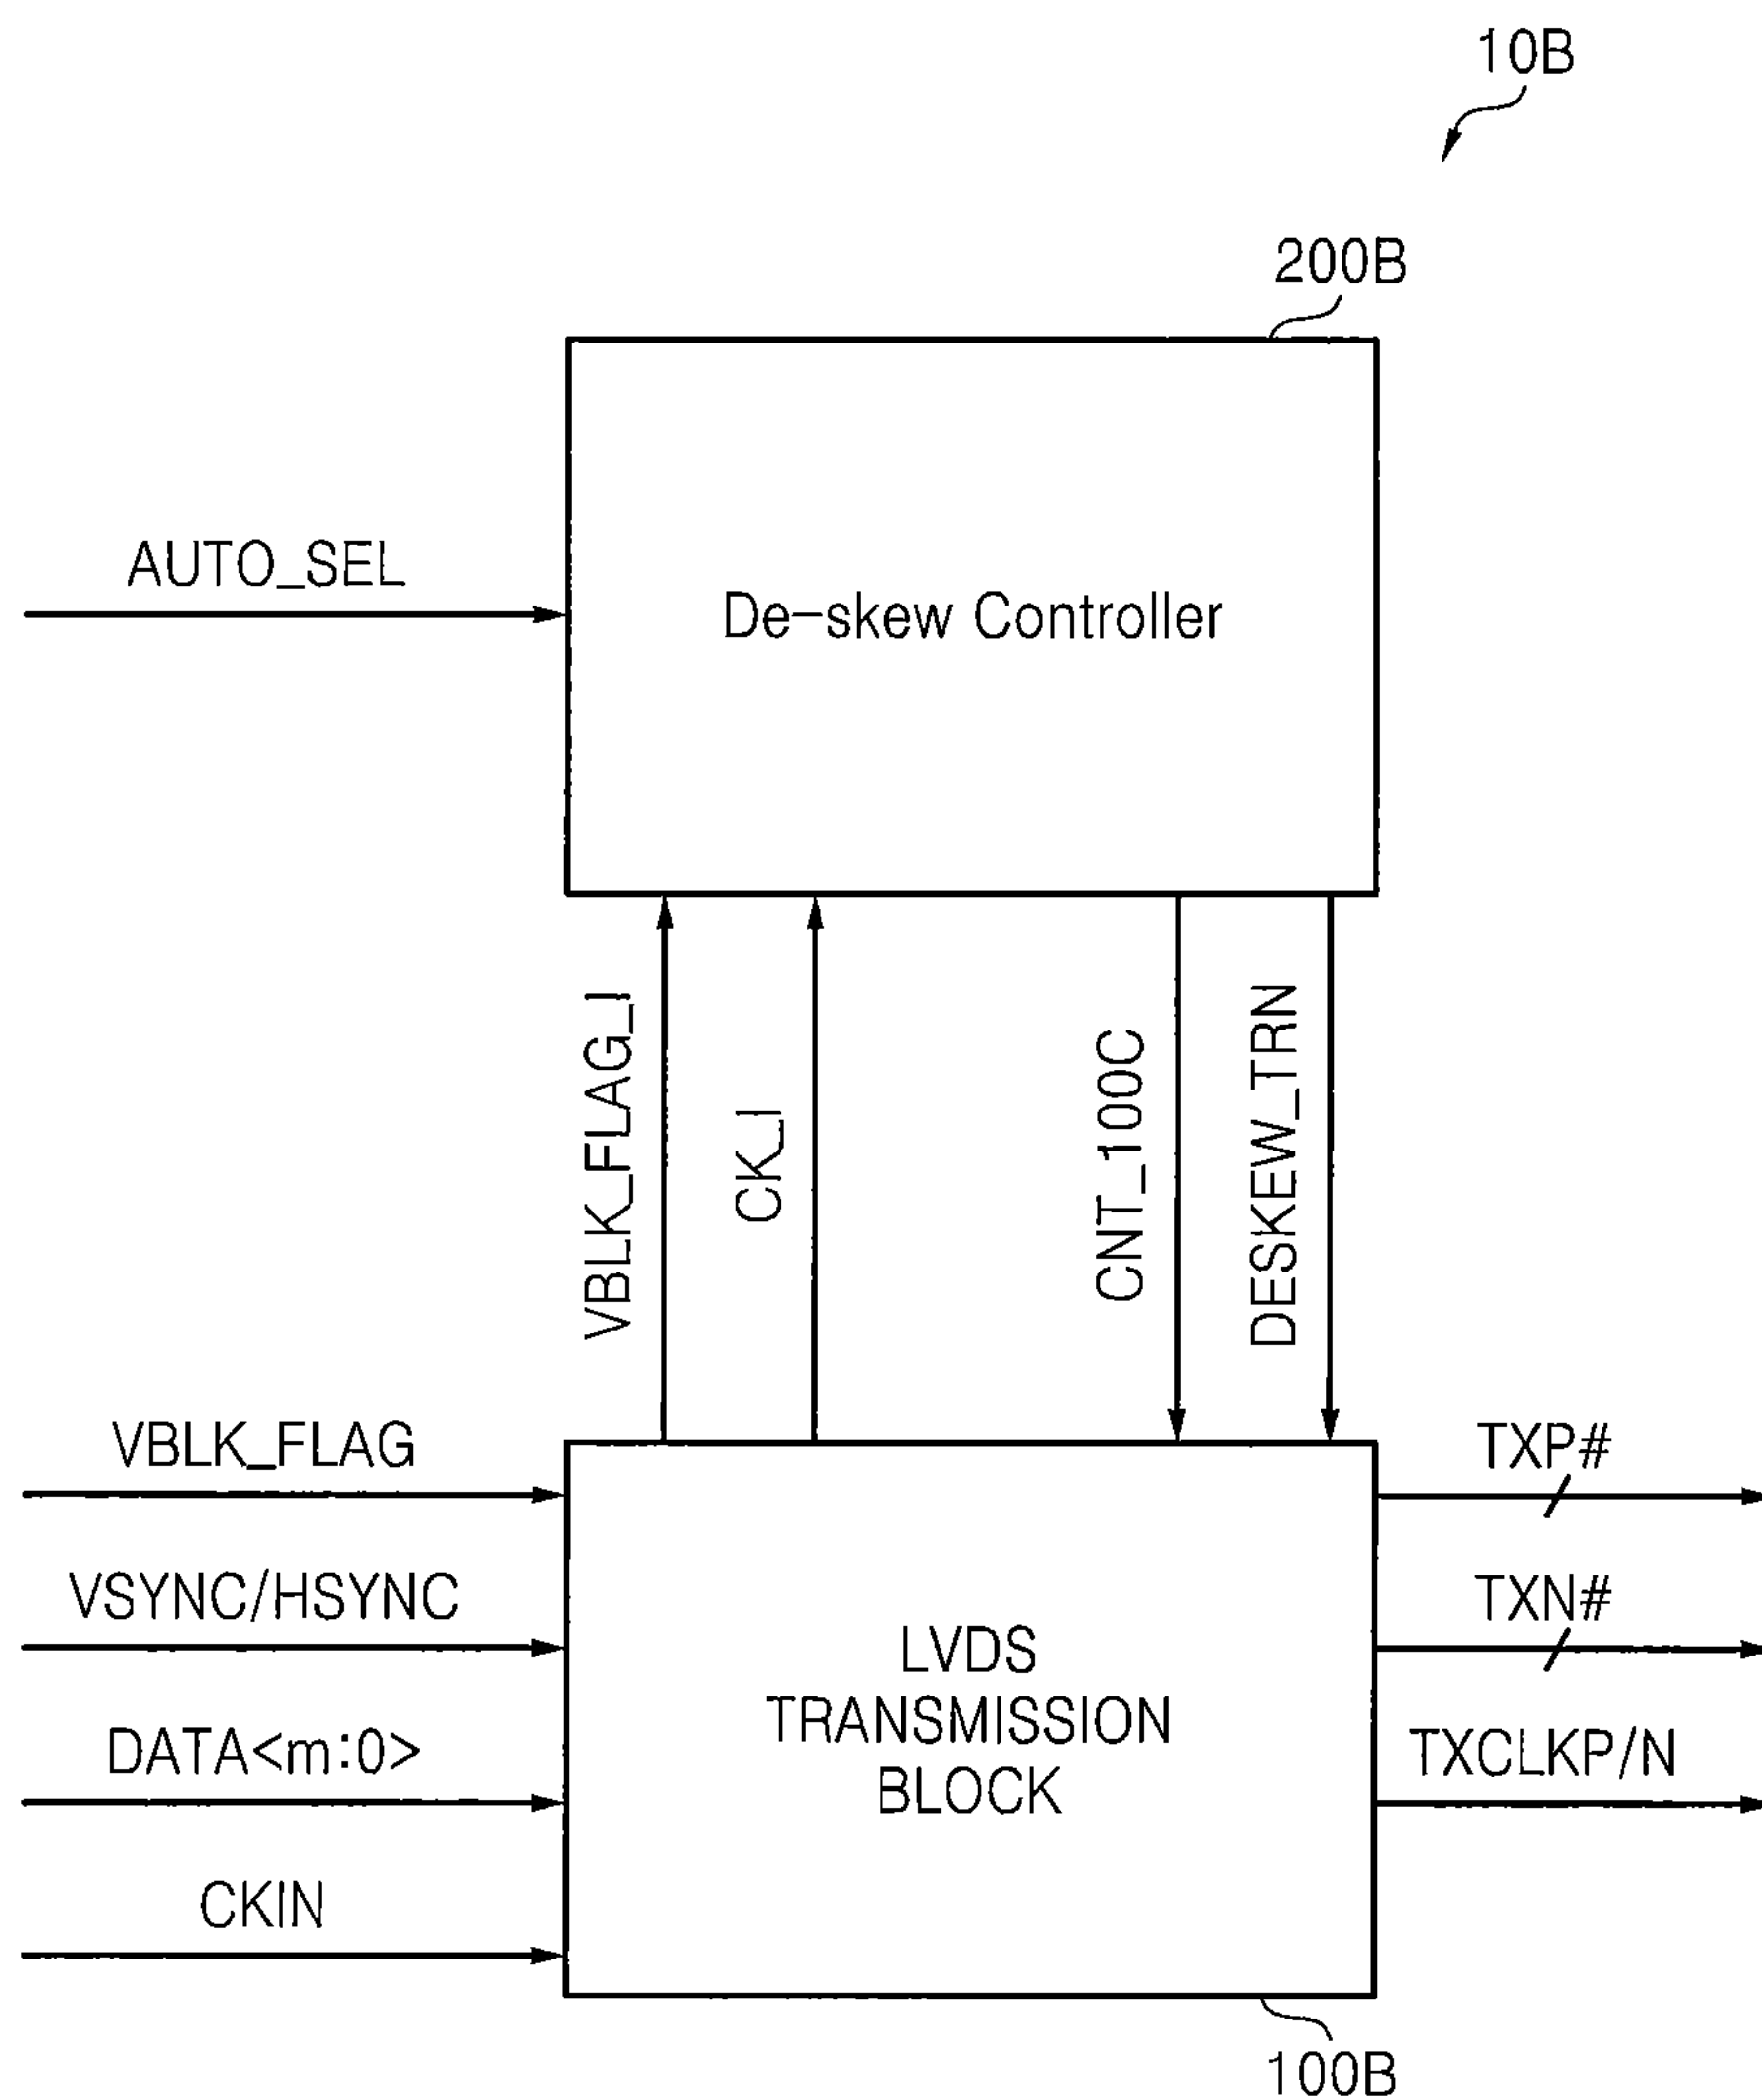 10B
200B
AUTO_SEL
De-skew Controller
VBLK_FLAG_I
CK_I
CNT_100C
DESKEW_TRN
VBLK_FLAG
VSYNC/HSYNC
DATA<m:0>
CKIN
LVDS
TRANSMISSION
BLOCK
TXP#
TXN#
TXCLKP/N
100B